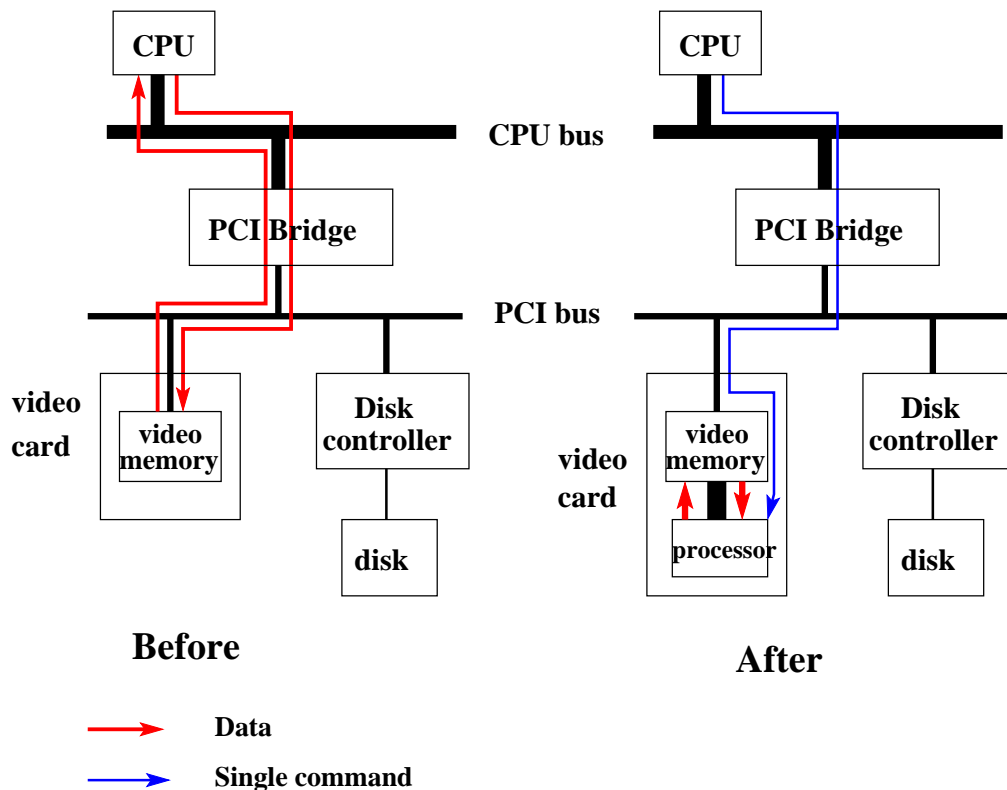 CPU
CPU
CPU bus
PCI Bridge
PCI Bridge
PCI bus
video
card
video
memory
Disk
controller
disk
video
card
video
memory
processor
Disk
controller
disk
Before
After
Data
Single command